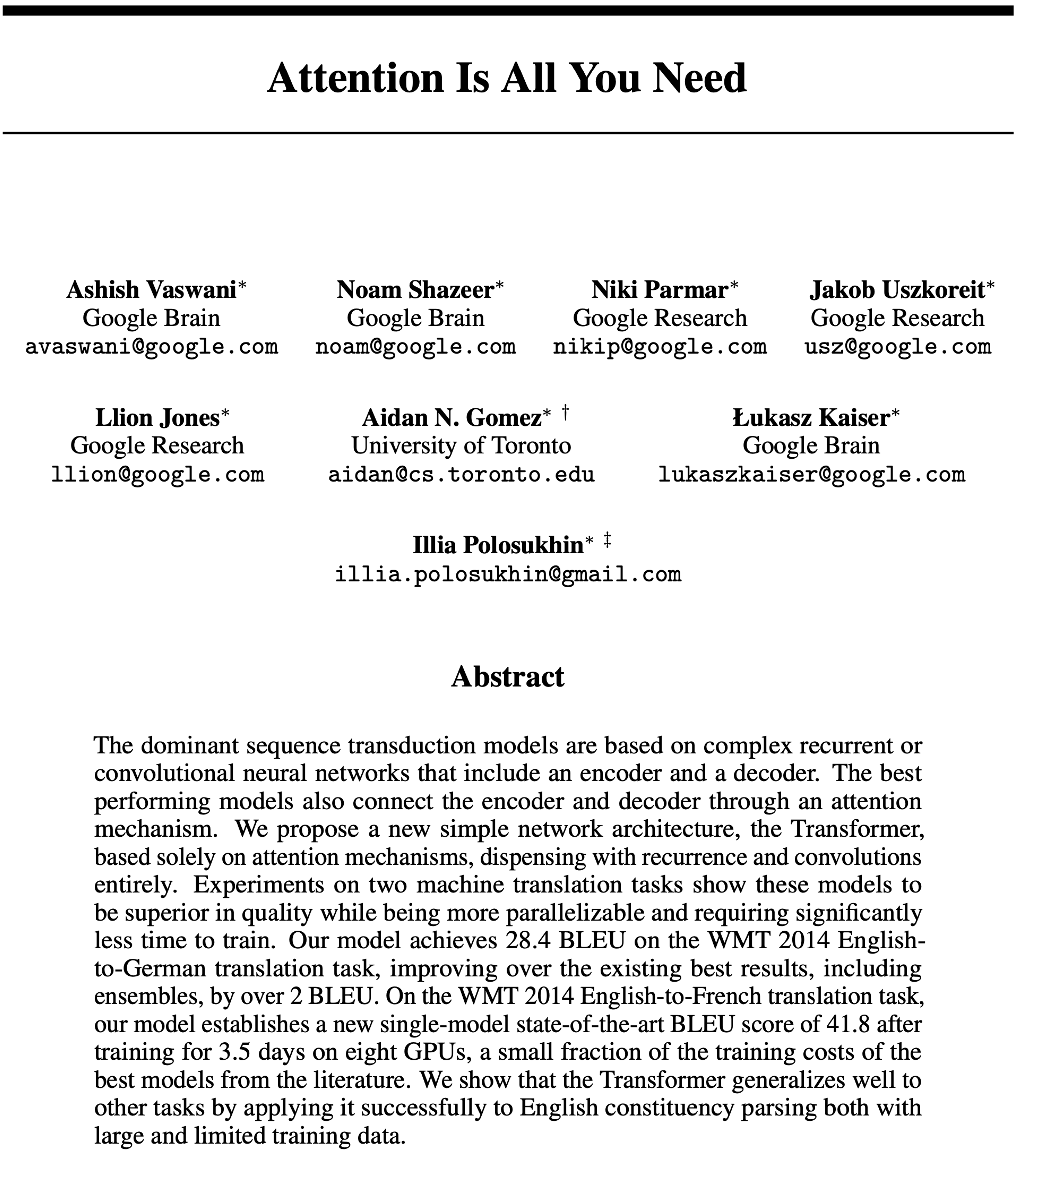 Attention Is All You Need
Ashish Vaswani* Noam Shazeer* Niki Parmar* Jakob Uszkoreit*
Google Brain Google Brain Google Research Google Research
avaswani@google.com noam@google.com nikip@google.com usz@google.com
Llion Jones* Aidan N. Gomez* † Łukasz Kaiser*
Google Research University of Toronto Google Brain
llion@google.com aidan@cs.toronto.edu lukaszkaiser@google.com
Illia Polosukhin* ‡
illia.polosukhin@gmail.com
Abstract
The dominant sequence transduction models are based on complex recurrent or
convolutional neural networks that include an encoder and a decoder. The best
performing models also connect the encoder and decoder through an attention
mechanism. We propose a new simple network architecture, the Transformer,
based solely on attention mechanisms, dispensing with recurrence and convolutions
entirely. Experiments on two machine translation tasks show these models to
be superior in quality while being more parallelizable and requiring significantly
less time to train. Our model achieves 28.4 BLEU on the WMT 2014 English-
to-German translation task, improving over the existing best results, including
ensembles, by over 2 BLEU. On the WMT 2014 English-to-French translation task,
our model establishes a new single-model state-of-the-art BLEU score of 41.8 after
training for 3.5 days on eight GPUs, a small fraction of the training costs of the
best models from the literature. We show that the Transformer generalizes well to
other tasks by applying it successfully to English constituency parsing both with
large and limited training data.